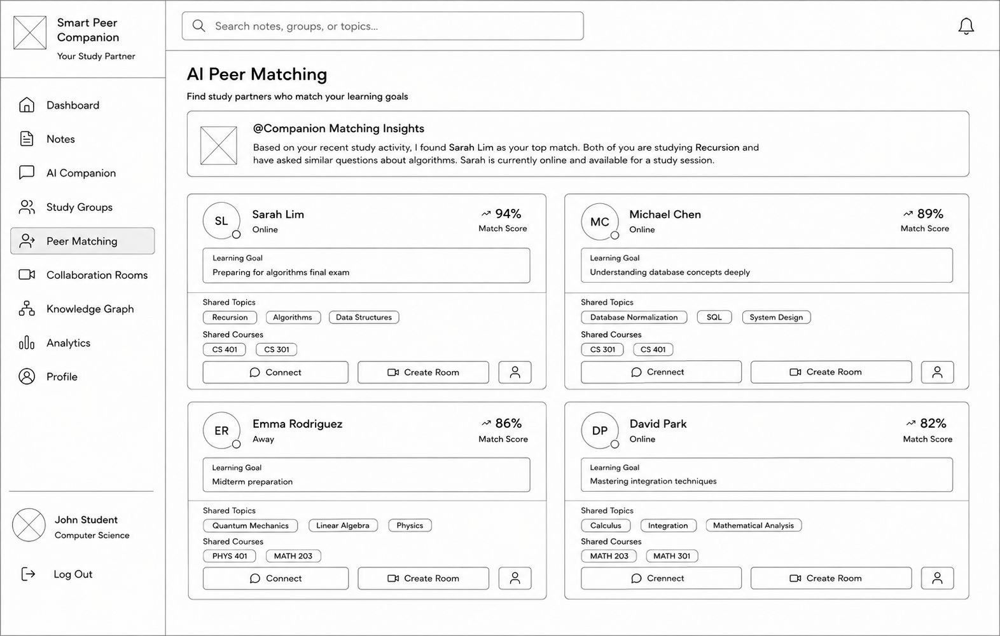 Smart Peer
Companion
Your Study Partner
Dashboard
Notes
AI Companion
Study Groups
Peer Matching
Collaboration Rooms
Knowledge Graph
Analytics
Profile
John Student
Computer Science
Log Out
Search notes, groups, or topics...
AI Peer Matching
Find study partners who match your learning goals
@Companion Matching Insights
Based on your recent study activity, I found Sarah Lim as your top match. Both of you are studying Recursion and
have asked similar questions about algorithms. Sarah is currently online and available for a study session.
SL
Sarah Lim
Online
94%
Match Score
Learning Goal
Preparing for algorithms final exam
Shared Topics
Recursion Algorithms Data Structures
Shared Courses
CS 401 CS 301
Connect Create Room
MC
Michael Chen
Online
89%
Match Score
Learning Goal
Understanding database concepts deeply
Shared Topics
Database Normalization SQL System Design
Shared Courses
CS 301 CS 401
Crennect Create Room
ER
Emma Rodriguez
Away
86%
Match Score
Learning Goal
Midterm preparation
Shared Topics
Quantum Mechanics Linear Algebra Physics
Shared Courses
PHYS 401 MATH 203
Connect Create Room
DP
David Park
Online
82%
Match Score
Learning Goal
Mastering integration techniques
Shared Topics
Calculus Integration Mathematical Analysis
Shared Courses
MATH 203 MATH 301
Crennect Create Room